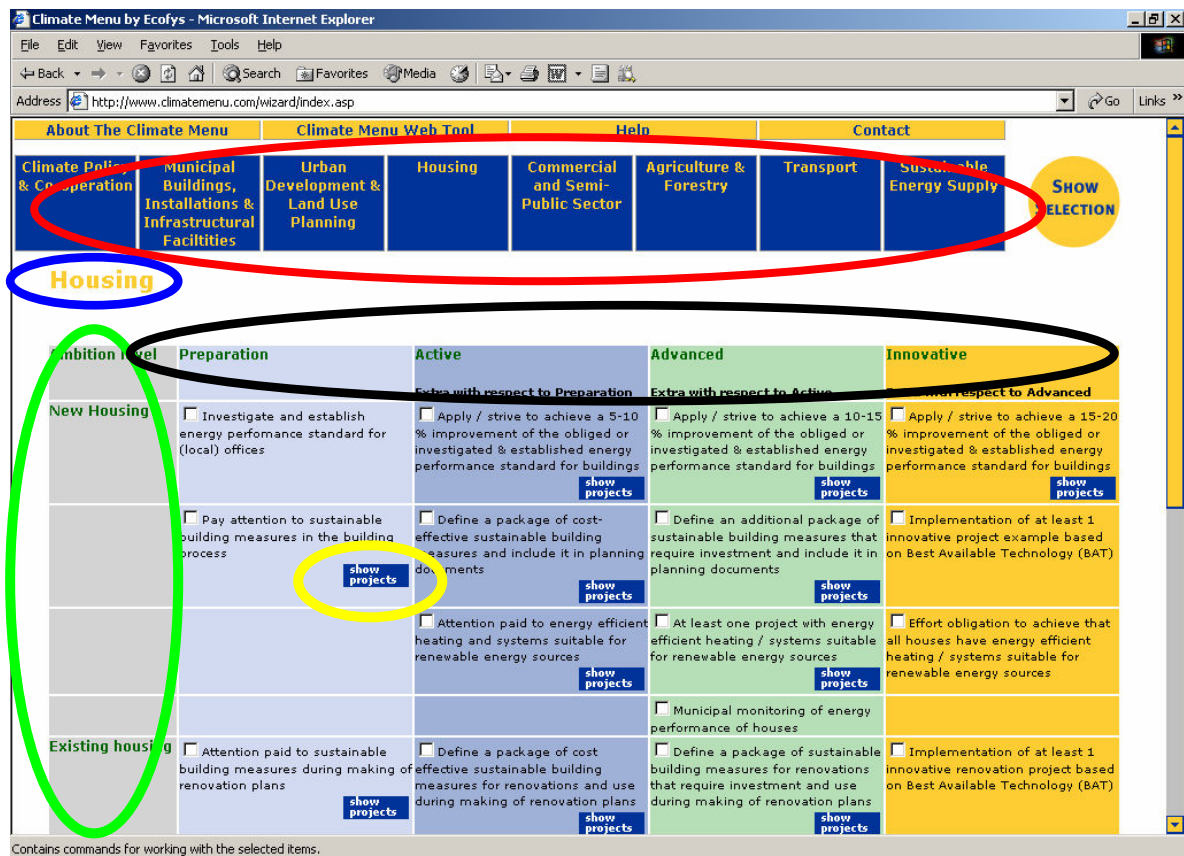 Climate Menu by Ecofys - Microsoft Internet Explorer
File Edit View Favorites Tools Help
Back Search Favorites Media
Address http://www.climatemenu.com/wizard/index.asp Go Links »
About The Climate Menu Climate Menu Web Tool Help Contact
Climate Policy & Co-operation
Municipal
Buildings,
Installations &
Infrastructural
Faciltities
Urban
Development &
Land Use
Planning
Housing
Commercial
and Semi-
Public Sector
Agriculture &
Forestry
Transport
Sustainable
Energy Supply
SHOW
SELECTION
Housing
Ambition level
Preparation
Active
Extra with respect to Preparation
Advanced
Extra with respect to Active
Innovative
Extra with respect to Advanced
New Housing
Investigate and establish
energy perfomance standard for
(local) offices
Apply / strive to achieve a 5-10
% improvement of the obliged or
investigated & established energy
performance standard for buildings
show
projects
Apply / strive to achieve a 10-15
% improvement of the obliged or
investigated & established energy
performance standard for buildings
show
projects
Apply / strive to achieve a 15-20
% improvement of the obliged or
investigated & established energy
performance standard for buildings
show
projects
Pay attention to sustainable
building measures in the building
process
show
projects
Define a package of cost-
effective sustainable building
measures and include it in planning
documents
show
projects
Define an additional package of
sustainable building measures that
require investment and include it in
planning documents
show
projects
Implementation of at least 1
innovative project example based
on Best Available Technology (BAT)
Attention paid to energy efficient
heating and systems suitable for
renewable energy sources
show
projects
At least one project with energy
efficient heating / systems suitable
for renewable energy sources
show
projects
Effort obligation to achieve that
all houses have energy efficient
heating / systems suitable for
renewable energy sources
Municipal monitoring of energy
performance of houses
Existing housing
Attention paid to sustainable
building measures during making of
renovation plans
show
projects
Define a package of cost
effective sustainable building
measures for renovations and use
during making of renovation plans
show
projects
Define a package of sustainable
building measures for renovations
that require investment and use
during making of renovation plans
show
projects
Implementation of at least 1
innovative renovation project based
on Best Available Technology (BAT)
Contains commands for working with the selected items.